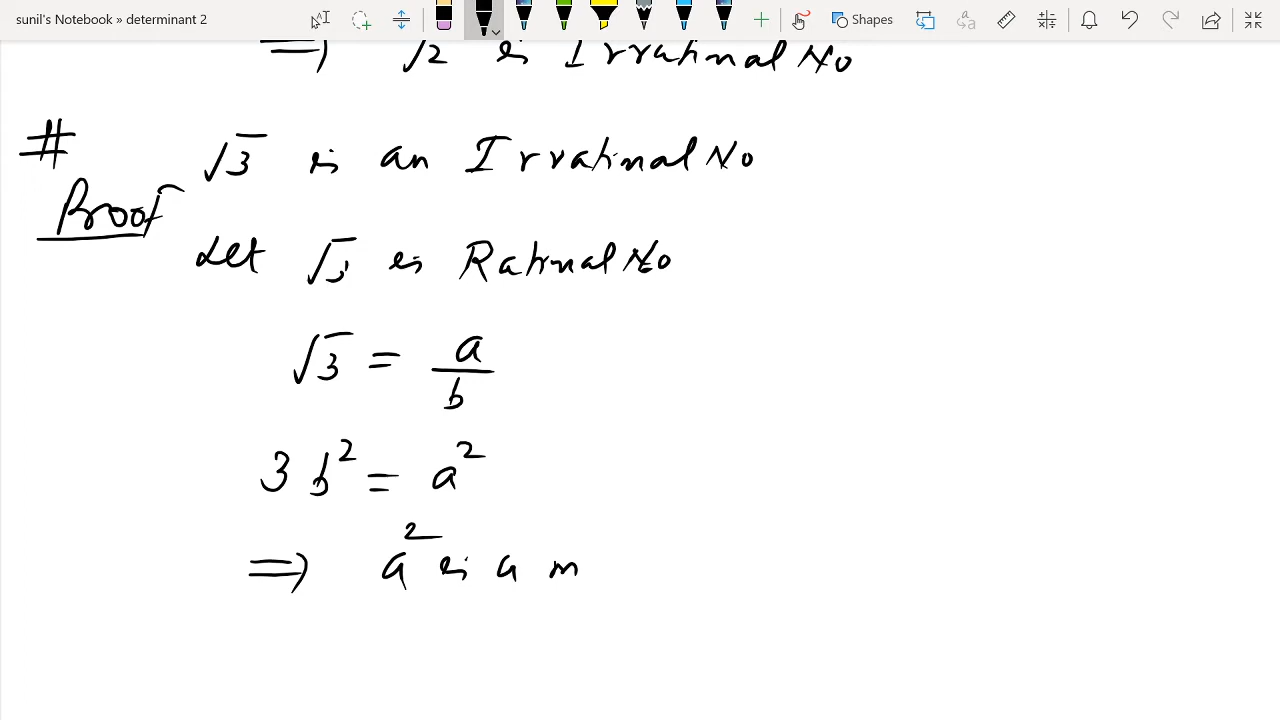 sunil's Notebook » determinant 2
Shapes
⇒ √2 is Irrational No
# √3 is an Irrational No
Proof
Let √3 is Rational No
√3 = a/b
3b² = a²
⇒ a² is a m